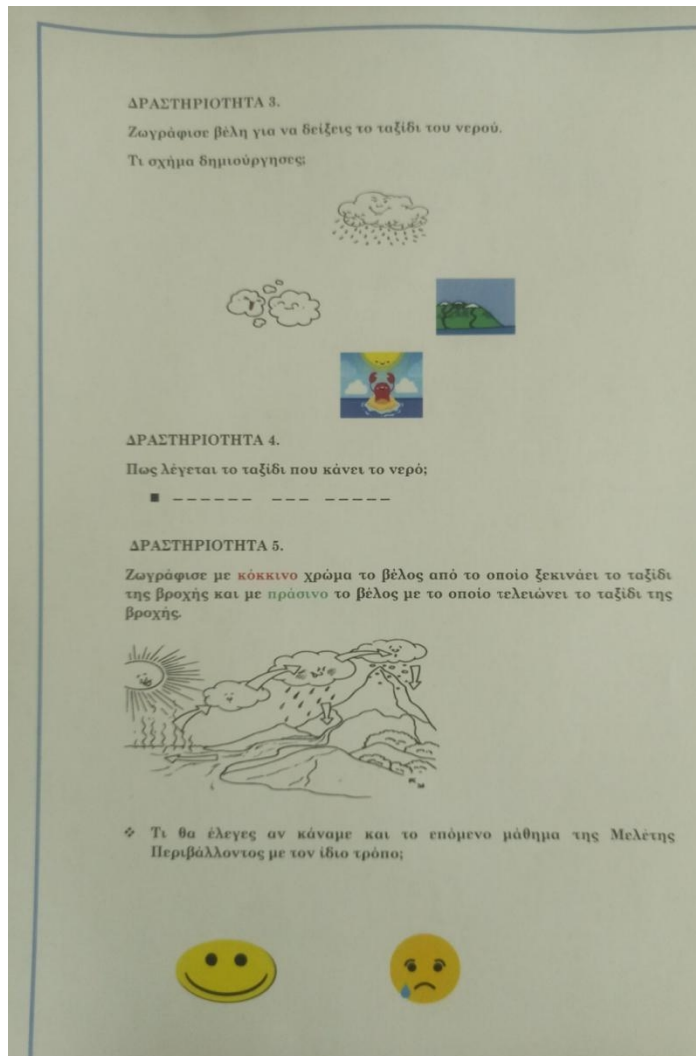 ΔΡΑΣΤΗΡΙΟΤΗΤΑ 3.
Ζωγράφισε βέλη για να δείξεις το ταξίδι του νερού.
Τι σχήμα δημιούργησες;
ΔΡΑΣΤΗΡΙΟΤΗΤΑ 4.
Πως λέγεται το ταξίδι που κάνει το νερό;
■ _ _ _ _ _ _ _ _ _ _ _ _ _ _
ΔΡΑΣΤΗΡΙΟΤΗΤΑ 5.
Ζωγράφισε με κόκκινο χρώμα το βέλος από το οποίο ξεκινάει το ταξίδι
της βροχής και με πράσινο το βέλος με το οποίο τελειώνει το ταξίδι της
βροχής.
❖ Τι θα έλεγες αν κάναμε και το επόμενο μάθημα της Μελέτης
Περιβάλλοντος με τον ίδιο τρόπο;